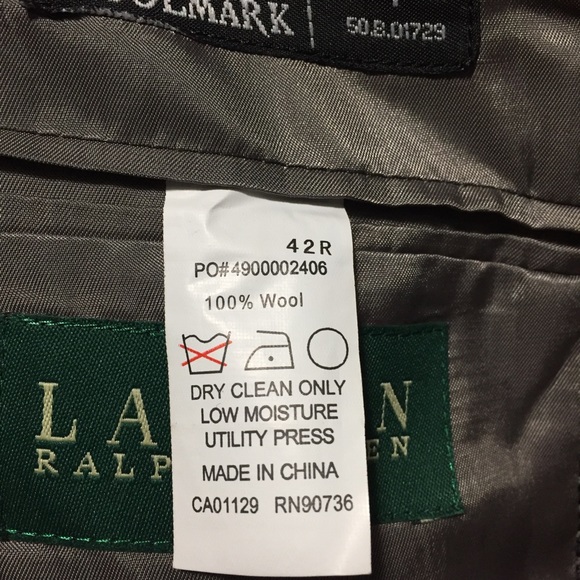 OLMARK
50.B.01729
42R
PO#4900002406
100% Wool
DRY CLEAN ONLY
LOW MOISTURE
UTILITY PRESS
MADE IN CHINA
CA01129 RN90736
LA N
RALP EN